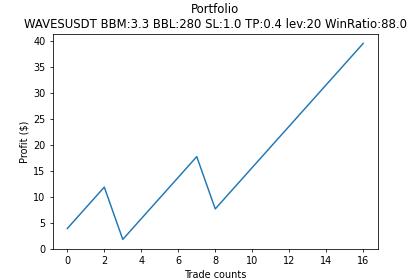 Portfolio
WAVESUSDT BBM:3.3 BBL:280 SL:1.0 TP:0.4 lev:20 WinRatio:88.0
40
35
30
25
20
15
10
5
0
Profit ($)
0 2 4 6 8 10 12 14 16
Trade counts